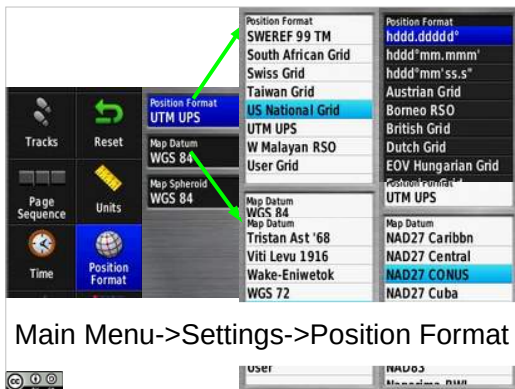 Tracks
Reset
Page
Sequence
Units
Time
Position
Format
Position Format
UTM UPS
Map Datum
WGS 84
Map Spheroid
WGS 84
Position Format
SWEREF 99 TM
South African Grid
Swiss Grid
Taiwan Grid
US National Grid
UTM UPS
W Malayan RSO
User Grid
Position Format
hddd.ddddd°
hddd°mm.mmm'
hddd°mm'ss.s"
Austrian Grid
Borneo RSO
British Grid
Dutch Grid
EOV Hungarian Grid
Position Format
UTM UPS
Map Datum
WGS 84
Map Datum
Tristan Ast '68
Viti Levu 1916
Wake-Eniwetok
WGS 72
Map Datum
NAD27 Caribbn
NAD27 Central
NAD27 CONUS
NAD27 Cuba
Main Menu->Settings->Position Format
User
NAD83